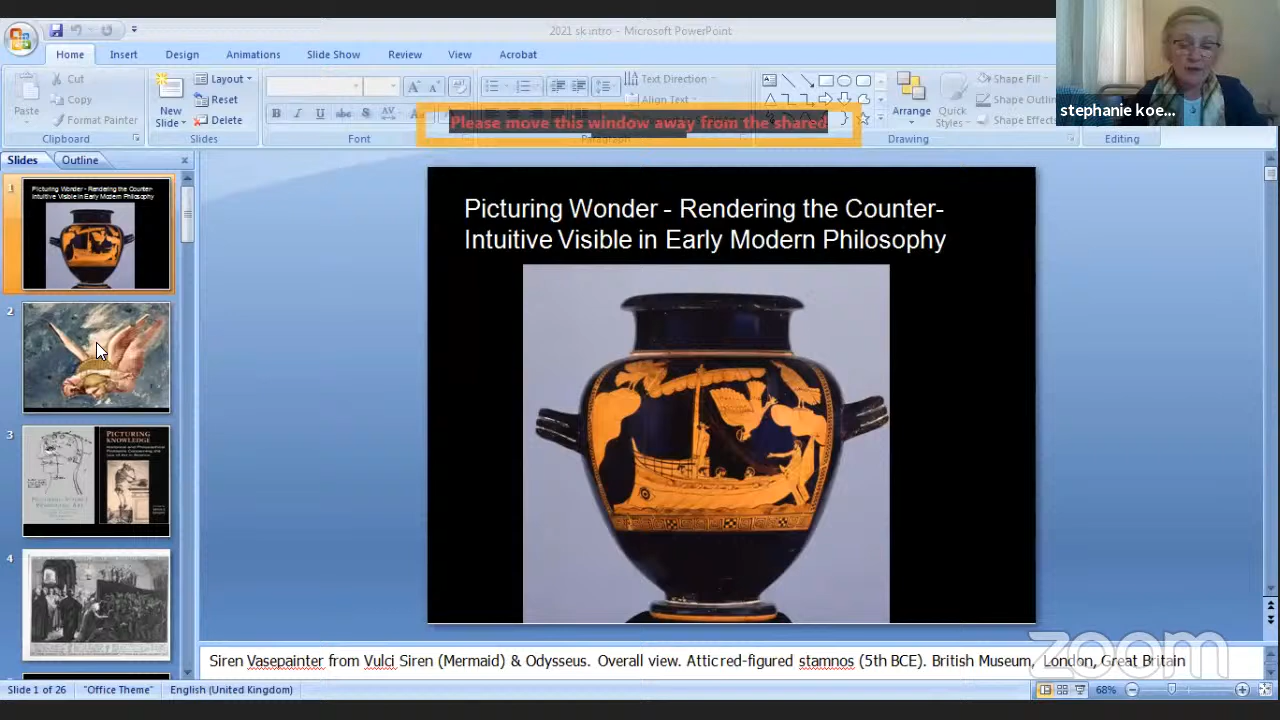 2021 sk intro - Microsoft PowerPoint
Home Insert Design Slide Show Animations Review View Acrobat
Cut
Copy
Format Painter
Paste
Clipboard
New
Slide
Layout
Reset
Delete
Slides
Font
Text Direction
Align Text
Please move this window away from the shared
Paragraph
Arrange
Quick
Styles
Shape Fill
Shape Outline
Shape Effects
Drawing
Editing
stephanie koe...
Slides Outline
1
Picturing Wonder - Rendering the Counter-
Intuitive Visible in Early Modern Philosophy
2
3
PICTURING
KNOWLEDGE
4
Picturing Wonder - Rendering the Counter-
Intuitive Visible in Early Modern Philosophy
Siren Vasepainter from Vulci Siren (Mermaid) & Odysseus. Overall view. Attic red-figured stamnos (5th BCE). British Museum, London, Great Britain
zoom
Slide 1 of 26 "Office Theme" English (United Kingdom) 68%